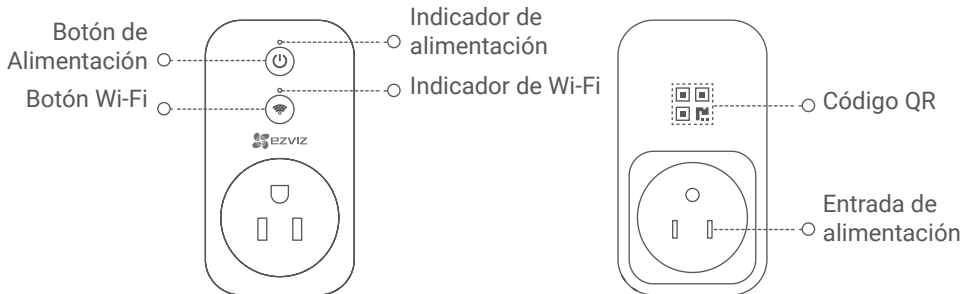 Botón de
Alimentación
Botón Wi-Fi
Indicador de
alimentación
Indicador de Wi-Fi
ezviz
Código QR
Entrada de
alimentación